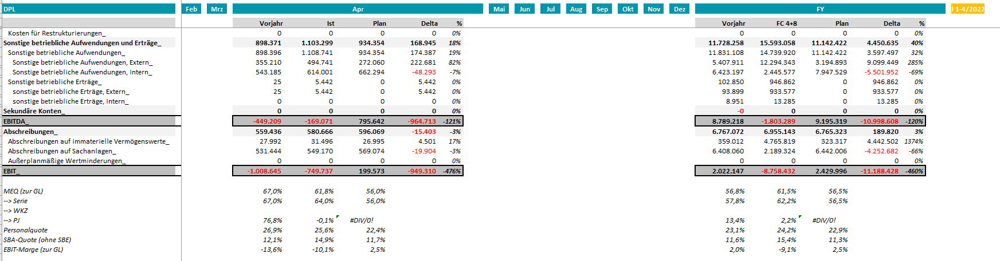 DPL Feb Mrz Apr Mai Jun Jul Aug Sep Okt Nov Dez FY l 1-4/2022
Vorjahr Ist Plan Delta % Vorjahr FC 4+8 Plan Delta %
Kosten für Restrukturierungen_ 0 0 0 0 0% 0 0 0 0 0%
Sonstige betriebliche Aufwendungen und Erträge_ 898.371 1.103.299 934.354 168.945 18% 11.728.258 15.593.058 11.142.422 4.450.635 40%
Sonstige betriebliche Aufwendungen_ 898.396 1.108.741 934.354 174.387 19% 11.831.108 14.739.920 11.142.422 3.597.497 32%
Sonstige betriebliche Aufwendungen, Extern_ 355.210 494.741 272.060 222.681 82% 5.407.911 12.294.343 3.194.893 9.099.449 285%
Sonstige betriebliche Aufwendungen, Intern_ 543.185 614.001 662.294 -48.293 -7% 6.423.197 2.445.577 7.947.529 -5.501.952 -69%
Sonstige betriebliche Erträge_ 25 5.442 0 5.442 0% 102.850 946.862 0 946.862 0%
sonstige betriebliche Erträge, Extern_ 25 5.442 0 5.442 0% 93.899 933.577 0 933.577 0%
sonstige betriebliche Erträge, Intern_ 0 0 0 0 0% 8.951 13.285 0 13.285 0%
Sekundäre Konten_ 0 0 0 0 0% -0 0 0 0 0%
EBITDA_ -449.209 -169.071 795.642 -964.713 -121% 8.789.218 -1.803.289 9.195.319 -10.998.608 -120%
Abschreibungen_ 559.436 580.666 596.069 -15.403 -3% 6.767.072 6.955.143 6.765.323 189.820 3%
Abschreibungen auf immaterielle Vermögenswerte_ 27.992 31.496 26.995 4.501 17% 359.012 4.765.819 323.317 4.442.502 1374%
Abschreibungen auf Sachanlagen_ 531.444 549.170 569.074 -19.904 -3% 6.408.060 2.189.324 6.442.006 -4.252.682 -66%
Außerplanmäßige Wertminderungen_ 0 0 0 0 0% 0 0 0 0 0%
EBIT_ -1.008.645 -749.737 199.573 -949.310 -476% 2.022.147 -8.758.432 2.429.996 -11.188.428 -460%
MEQ (zur GL) 67,0% 61,8% 56,0% 56,8% 61,5% 56,5%
--> Serie 67,0% 64,0% 56,0% 57,8% 62,2% 56,5%
--> WKZ
--> PJ 76,8% -0,1% #DIV/0! 13,4% 2,2% #DIV/0!
Personalquote 26,9% 25,6% 22,4% 23,1% 24,2% 22,9%
SBA-Quote (ohne SBE) 12,1% 14,9% 11,7% 11,6% 15,4% 11,3%
EBIT-Marge (zur GL) -13,6% -10,1% 2,5% 2,0% -9,1% 2,5%